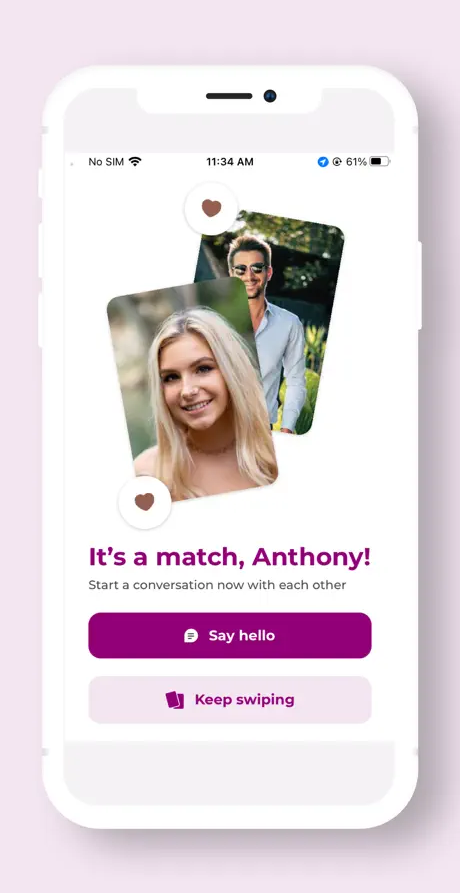 No SIM 11:34 AM 61%
It’s a match, Anthony!
Start a conversation now with each other
Say hello
Keep swiping